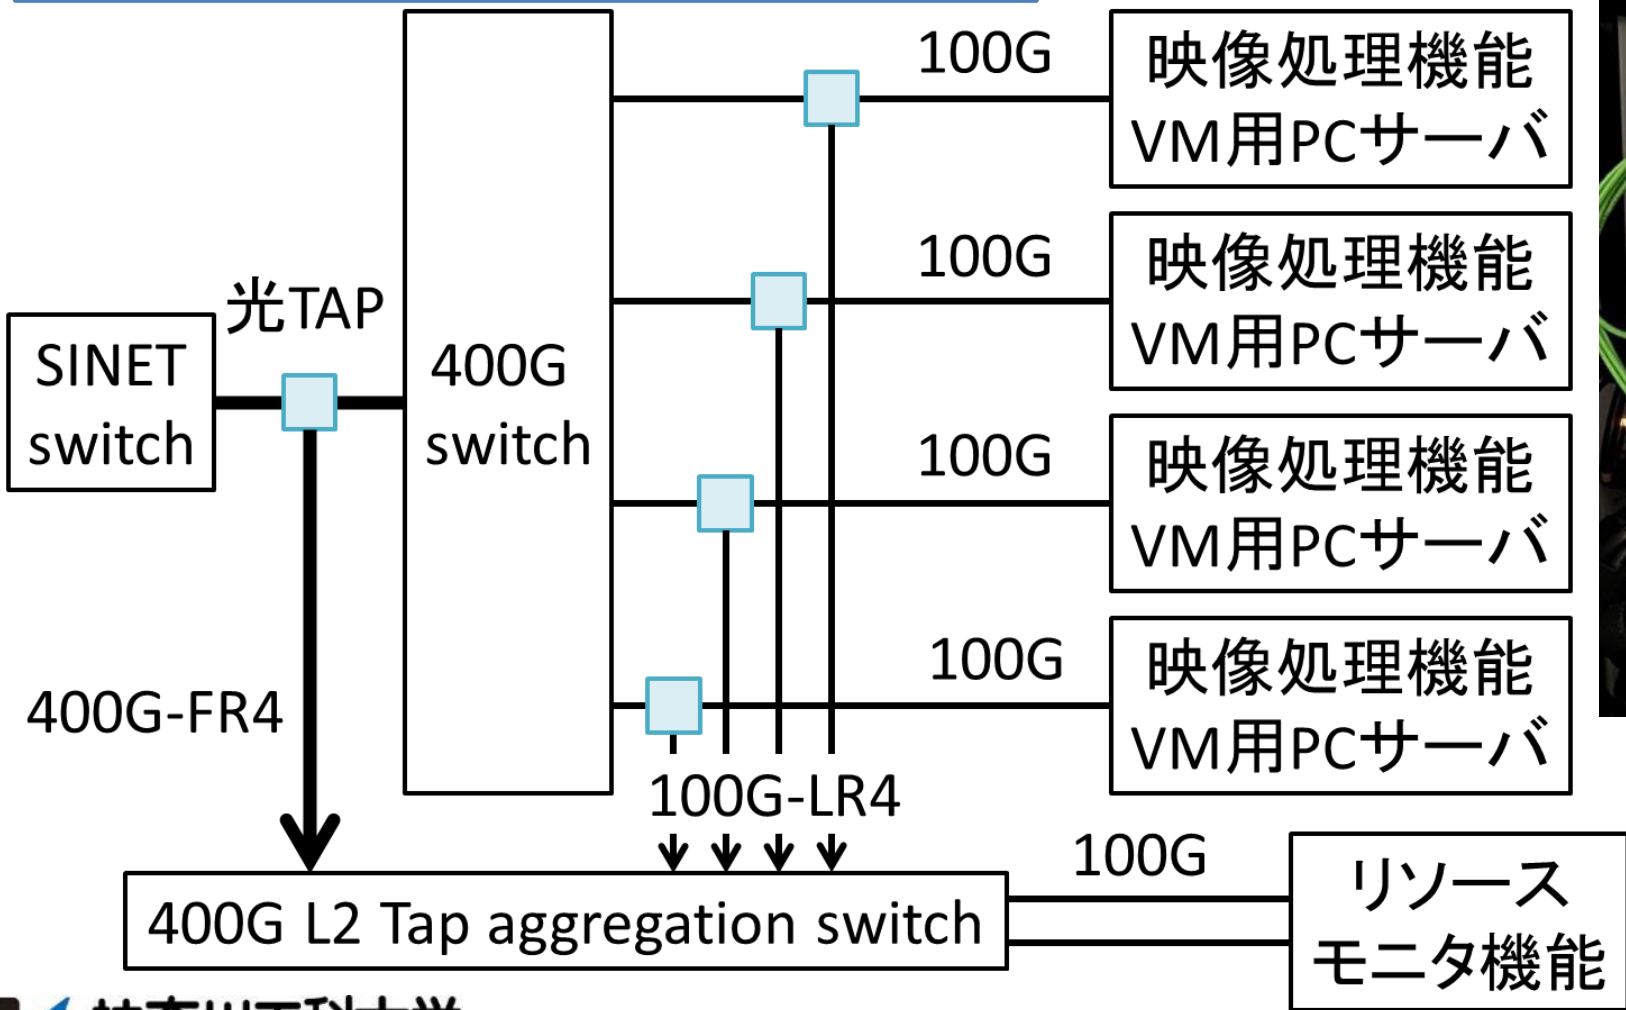 100G
映像処理機能
VM用PCサーバ
100G
映像処理機能
VM用PCサーバ
光TAP
SINET
switch
400G
switch
100G
映像処理機能
VM用PCサーバ
100G
映像処理機能
VM用PCサーバ
400G-FR4
100G-LR4
100G
400G L2 Tap aggregation switch
リソース
モニタ機能